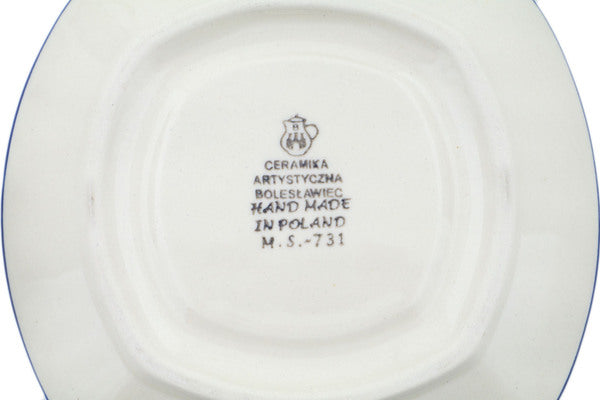 CERAMIKA
ARTYSTYCZNA
BOLESŁAWIEC
HAND MADE
IN POLAND
M.S.-731